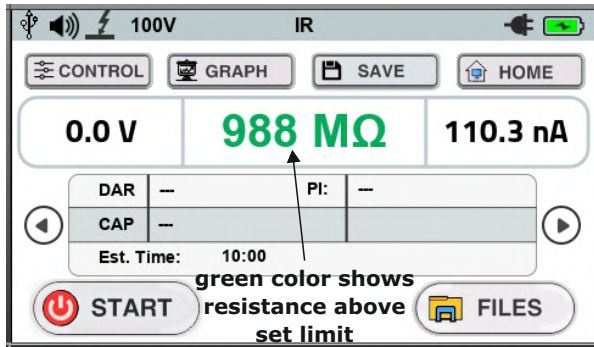 100V IR
CONTROL GRAPH SAVE HOME
0.0 V 988 MΩ 110.3 nA
DAR --- PI: ---
CAP ---
Est. Time: 10:00
green color shows
resistance above
set limit
START FILES